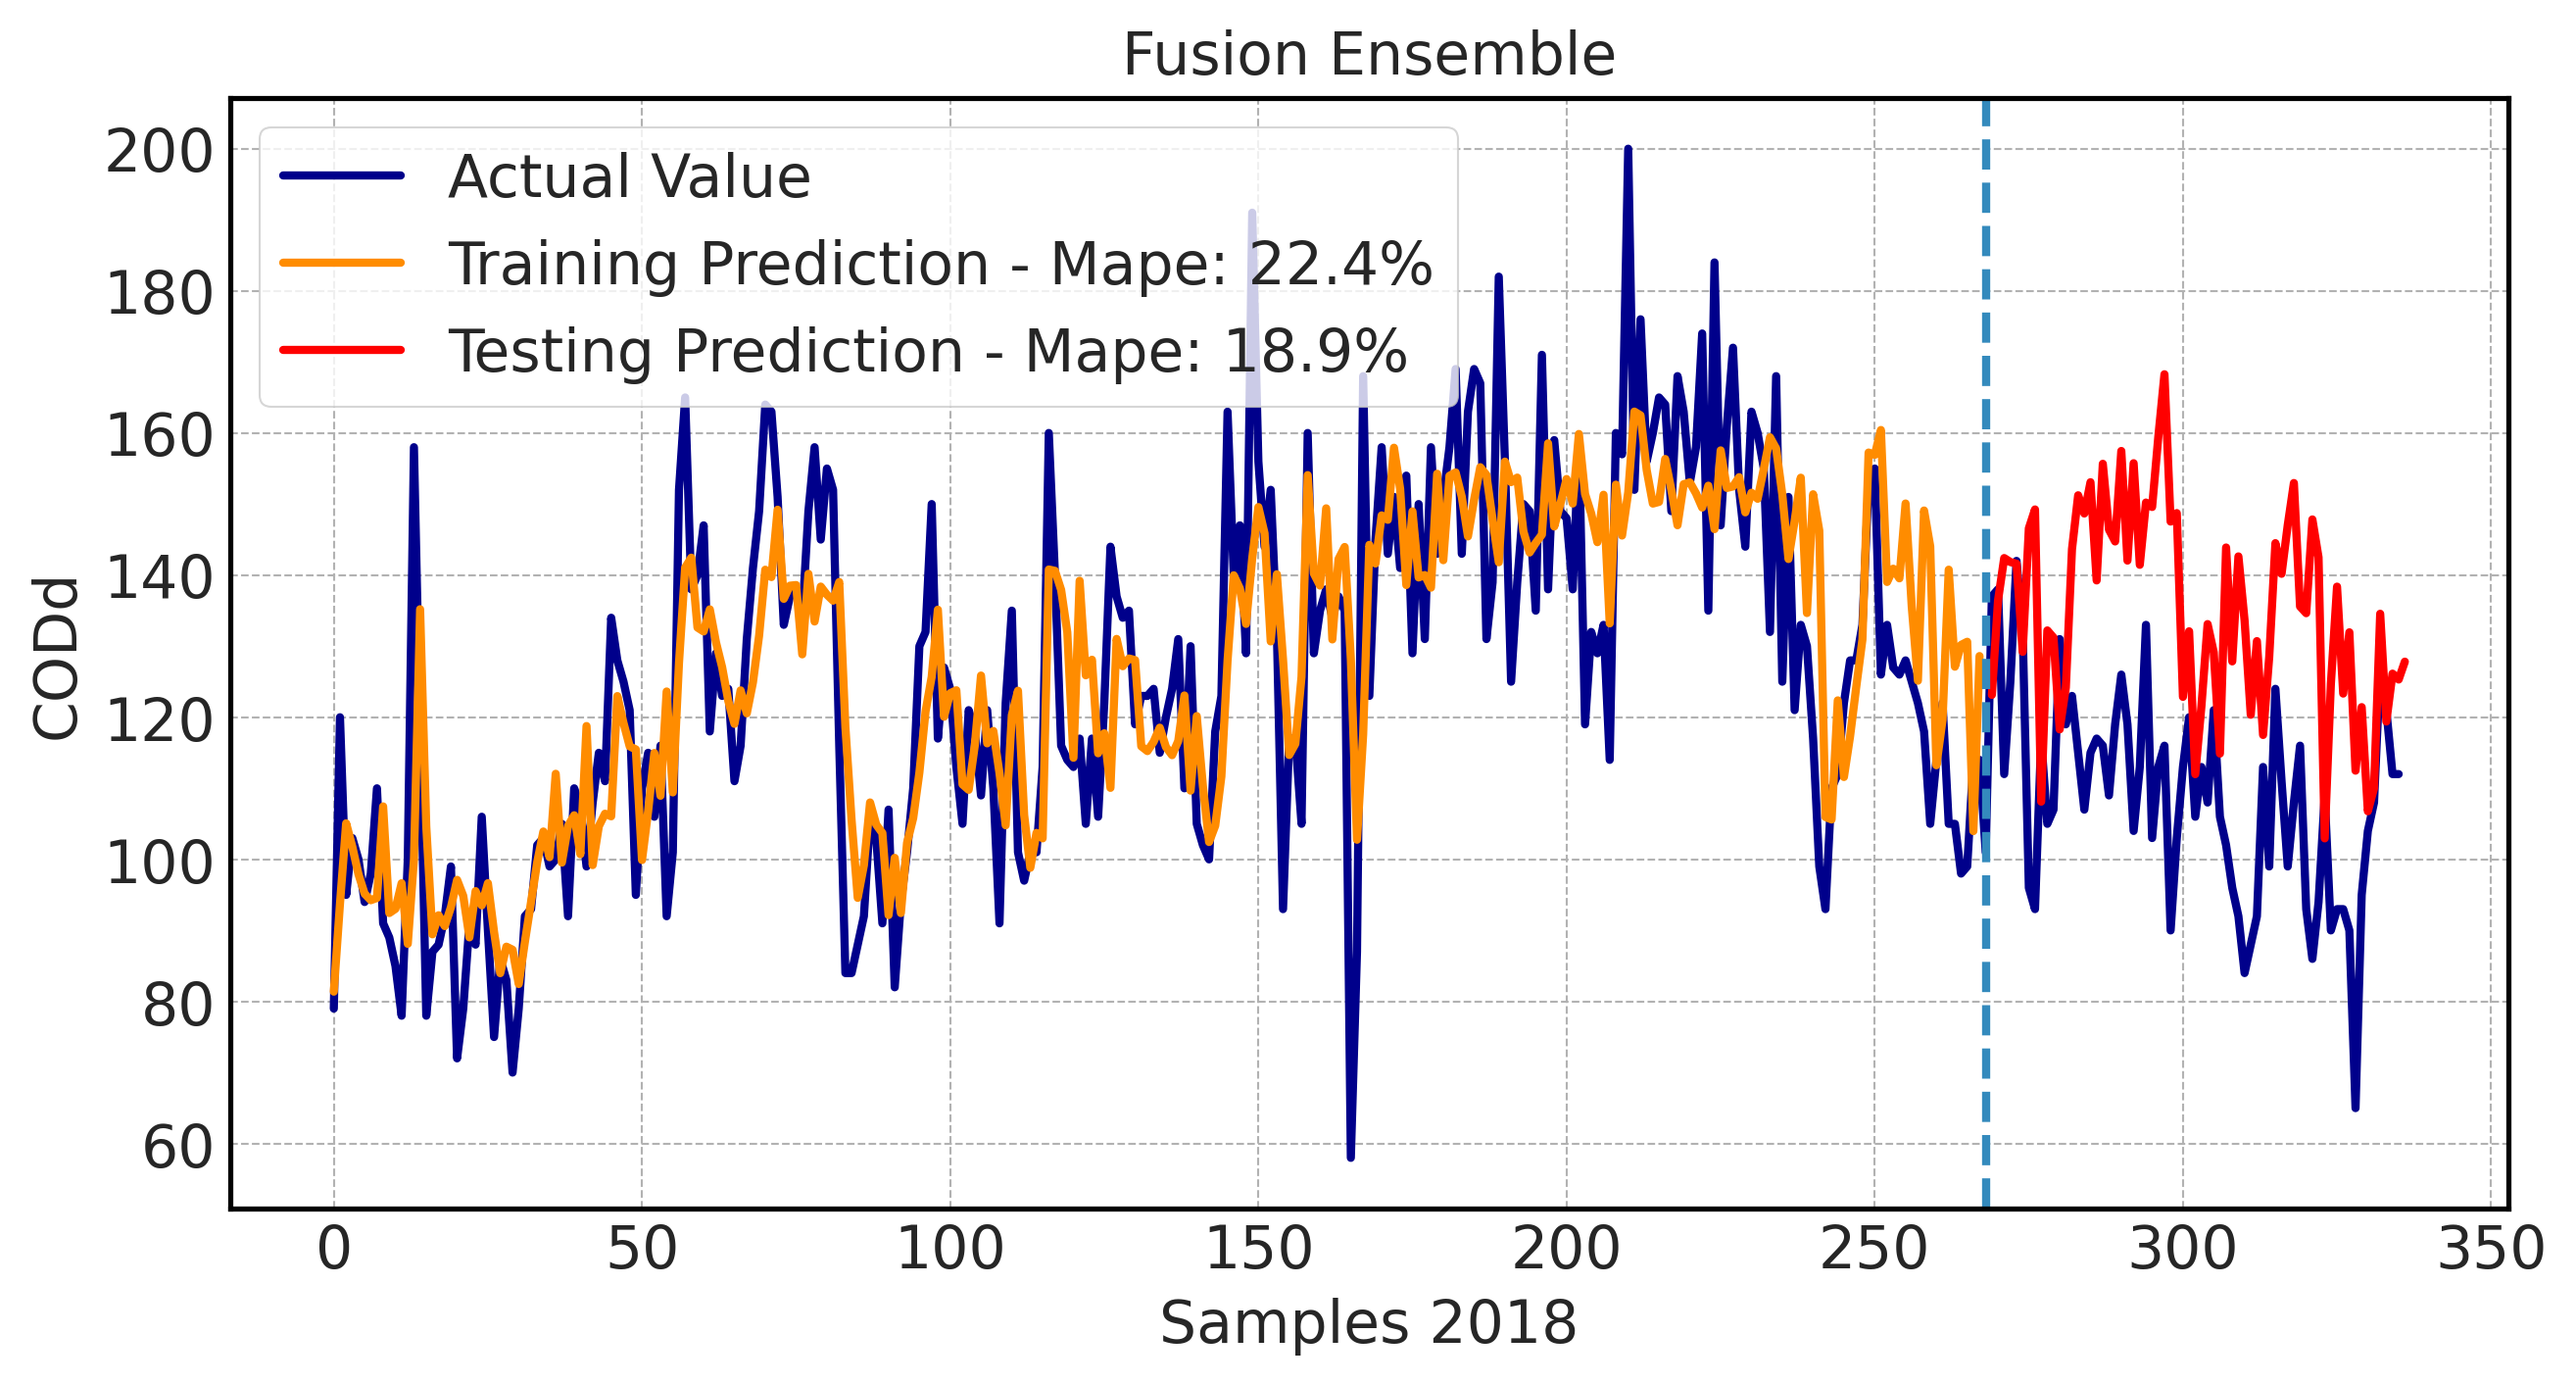 Fusion Ensemble
200
180
160
140
120
100
80
60
CODd
Actual Value
Training Prediction - Mape: 22.4%
Testing Prediction - Mape: 18.9%
0 50 100 150 200 250 300 350
Samples 2018